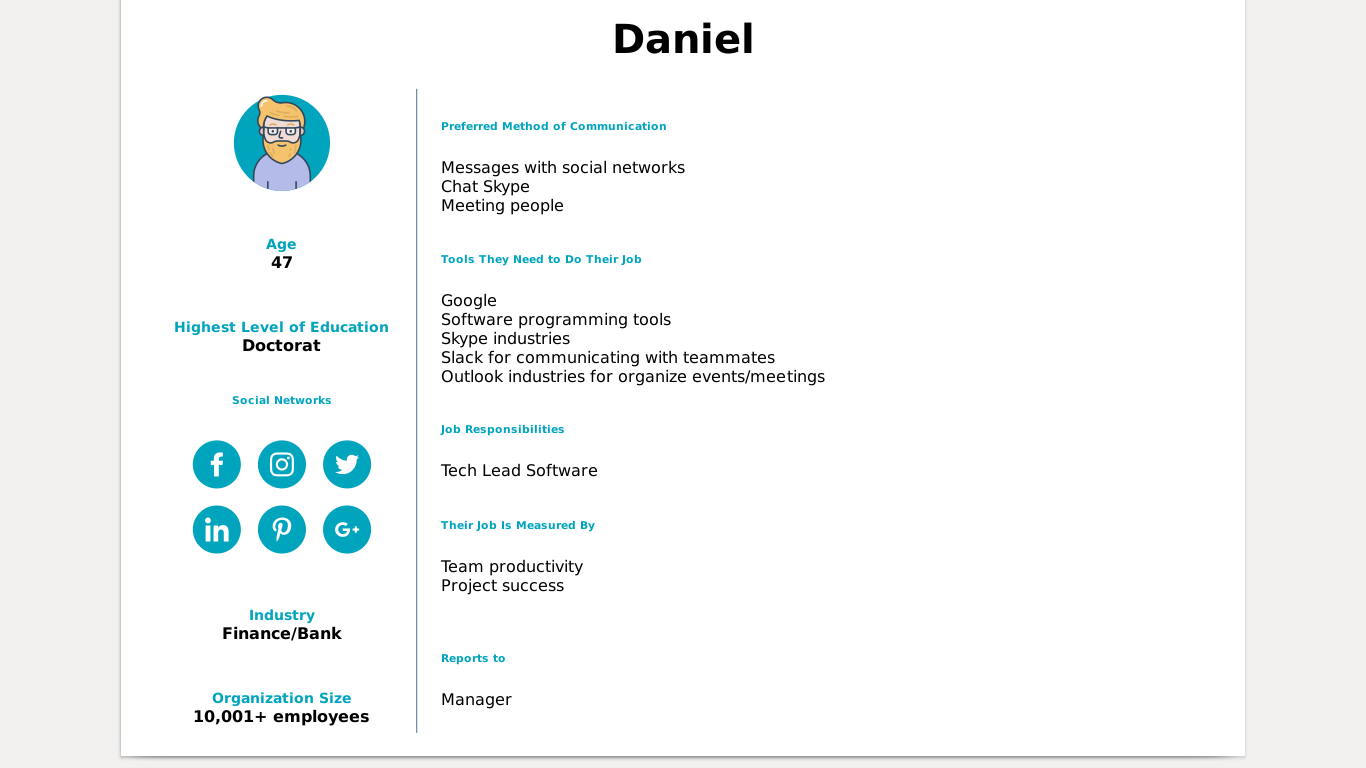 Daniel
Age
47
Highest Level of Education
Doctorat
Social Networks
f
in
G+
Industry
Finance/Bank
Organization Size
10,001+ employees
Preferred Method of Communication
Messages with social networks
Chat Skype
Meeting people
Tools They Need to Do Their Job
Google
Software programming tools
Skype industries
Slack for communicating with teammates
Outlook industries for organize events/meetings
Job Responsibilities
Tech Lead Software
Their Job Is Measured By
Team productivity
Project success
Reports to
Manager